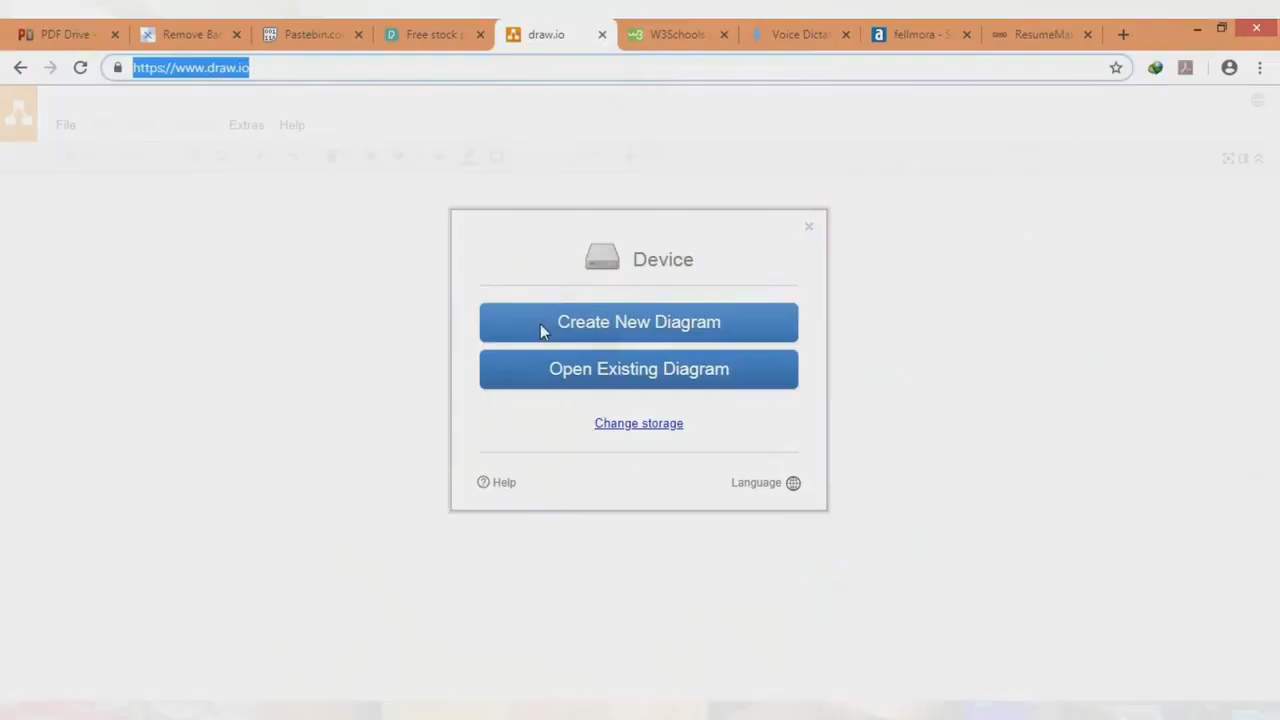 PDF Drive - Remove Ba Pastebin.co Free stock p draw.io W3Schools Voice Dictat fellmora - S ResumeMa
https://www.draw.io
File Extras Help
Device
Create New Diagram
Open Existing Diagram
Change storage
Help Language